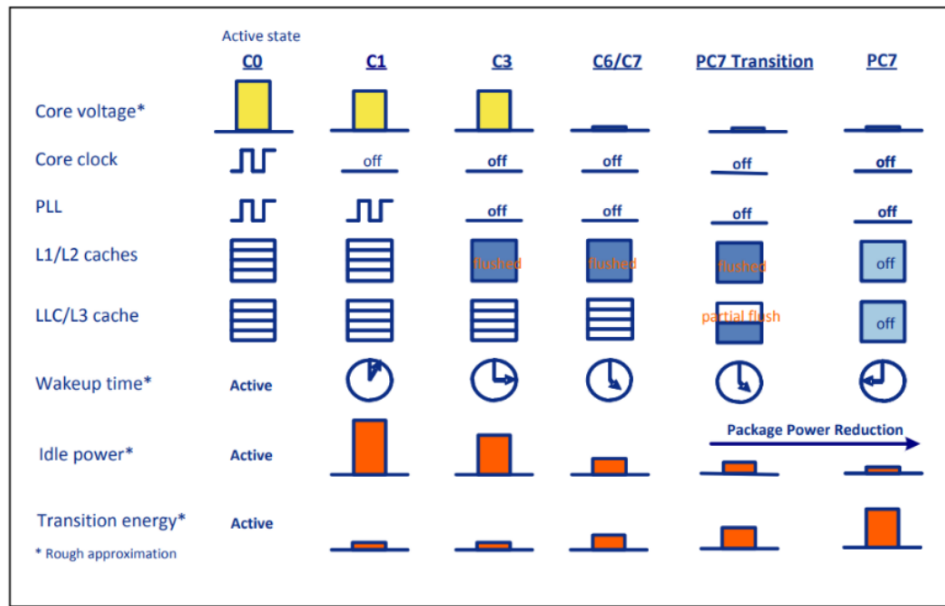 Active state
C0 C1 C3 C6/C7 PC7 Transition PC7
Core voltage*
Core clock off off off off off
PLL off off off off
L1/L2 caches flushed flushed flushed off
LLC/L3 cache partial flush off
Wakeup time* Active
Package Power Reduction
Idle power* Active
Transition energy* Active
* Rough approximation